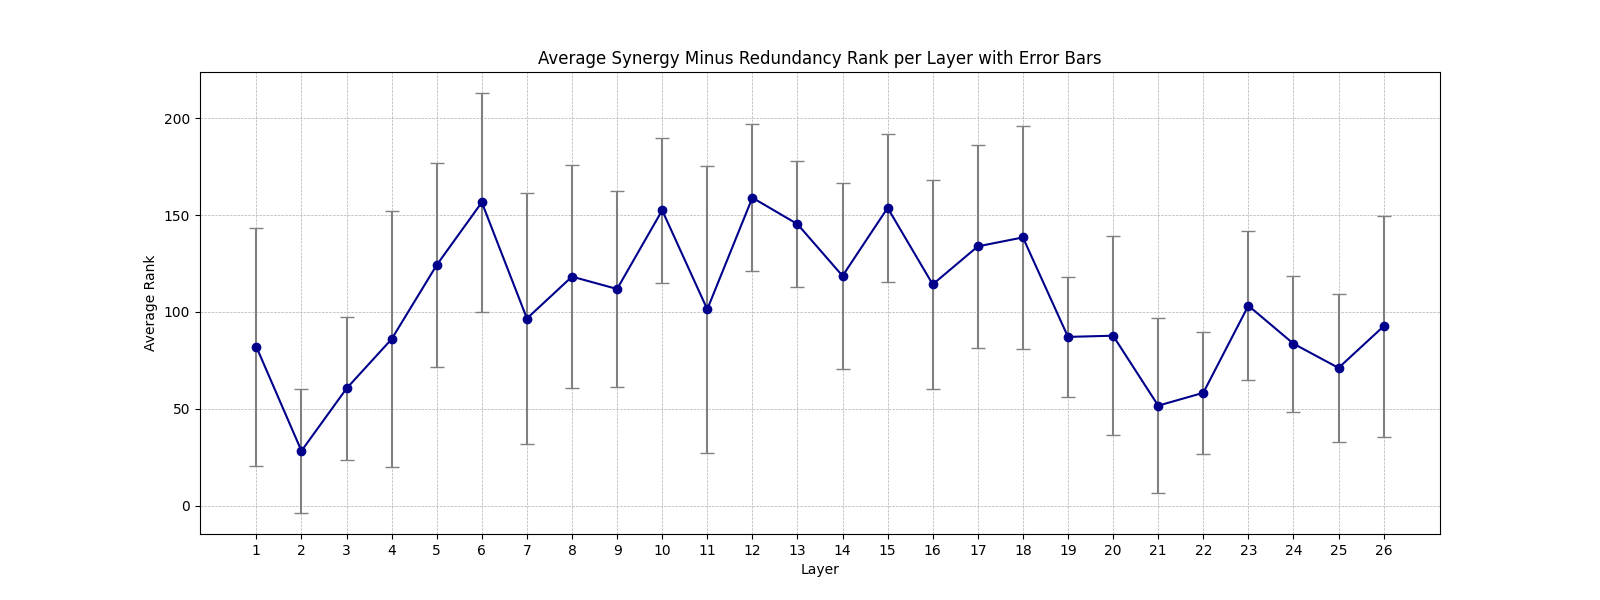 Average Synergy Minus Redundancy Rank per Layer with Error Bars
200
150
100
50
0
Average Rank
1 2 3 4 5 6 7 8 9 10 11 12 13 14 15 16 17 18 19 20 21 22 23 24 25 26
Layer